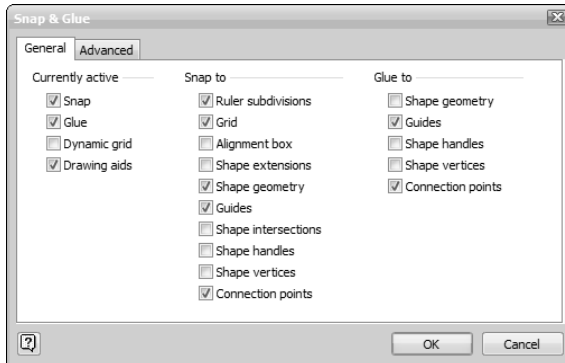 Snap & Glue
General
Advanced
Currently active
Snap
Glue
Dynamic grid
Drawing aids
Snap to
Ruler subdivisions
Grid
Alignment box
Shape extensions
Shape geometry
Guides
Shape intersections
Shape handles
Shape vertices
Connection points
Glue to
Shape geometry
Guides
Shape handles
Shape vertices
Connection points
?
OK
Cancel